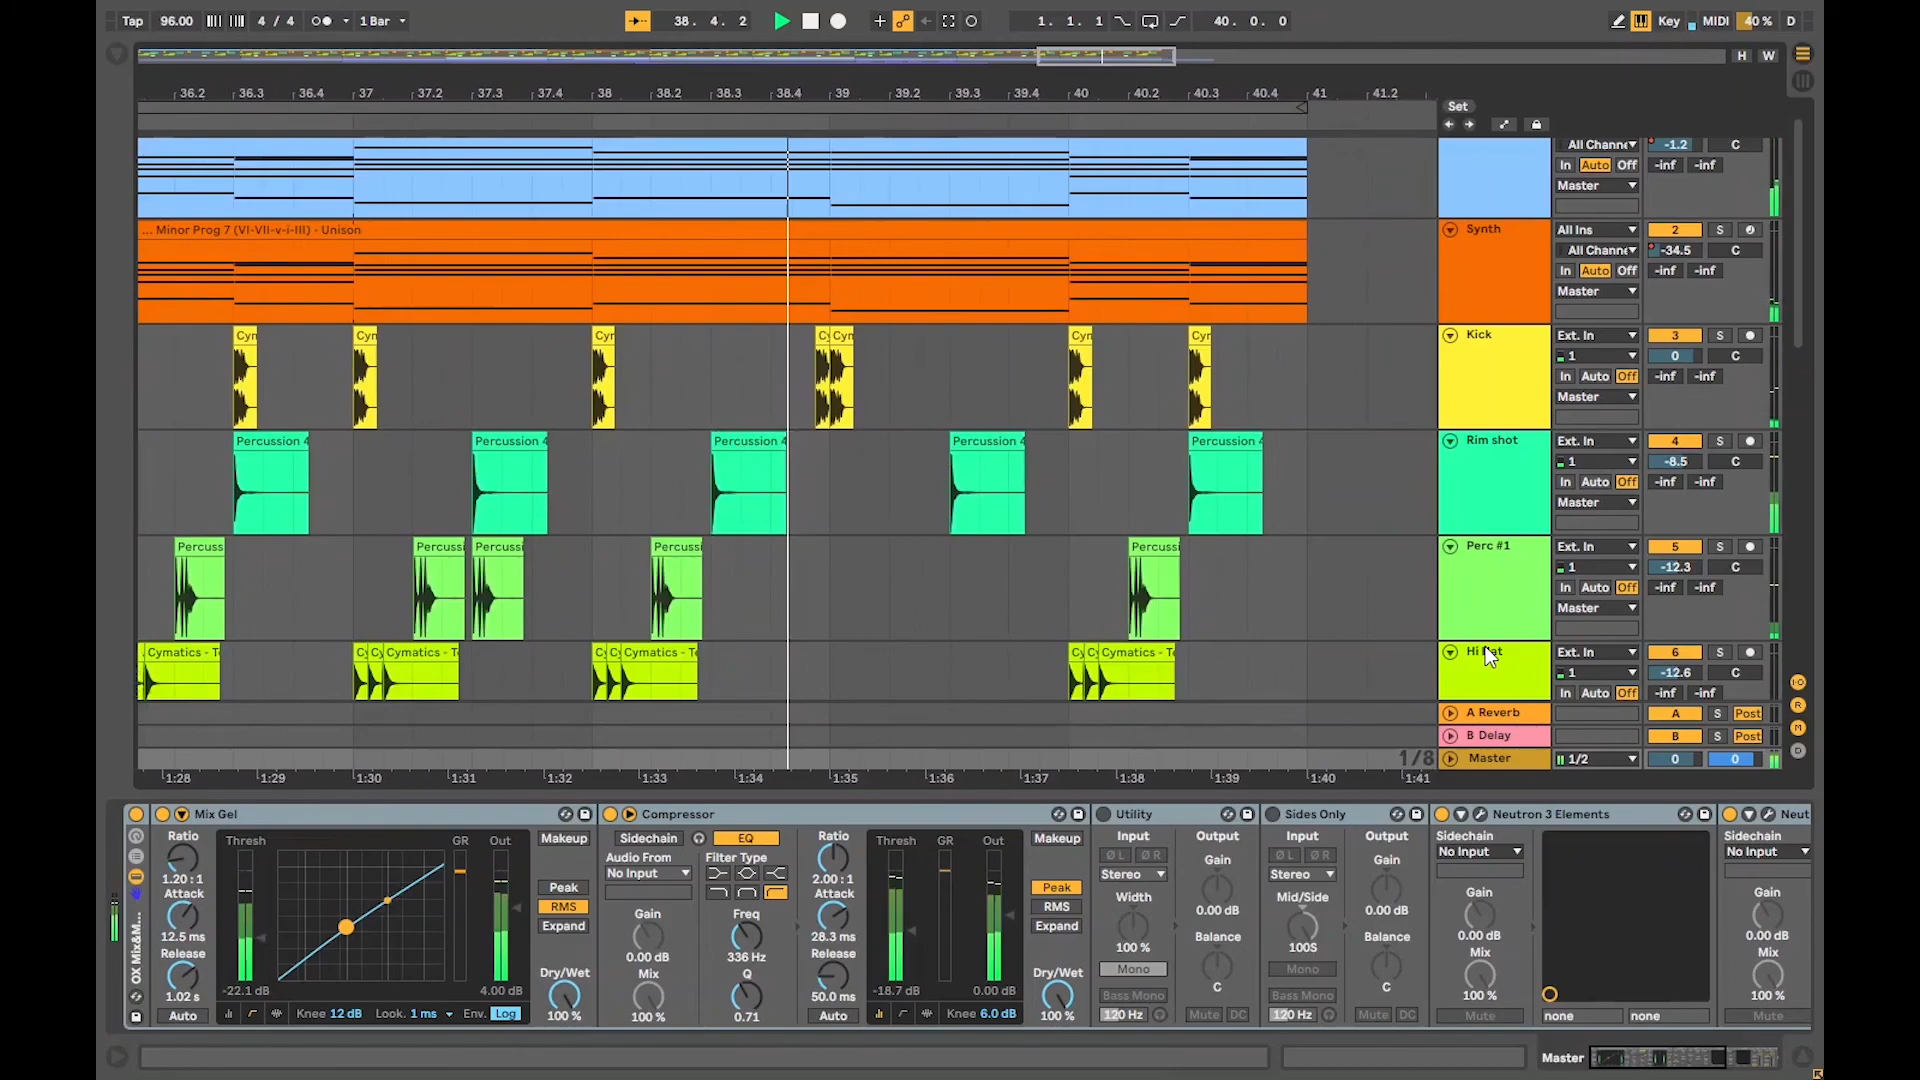 Tap 96.00 4 / 4 1 Bar 38. 4. 2 1. 1. 1 40. 0. 0 Key MIDI 40 % D
H W
36.2 36.3 36.4 37 37.2 37.3 37.4 38 38.2 38.3 38.4 39 39.2 39.3 39.4 40 40.2 40.3 40.4 41 41.2
Set
All Channe -1.2 C
In Auto Off -inf -inf
Master
... Minor Prog 7 (VI-VII-v-i-III) - Unison
Synth All Ins 2 S
All Channe -34.5 C
In Auto Off -inf -inf
Master
Cym Cym Cym Cy Cym Cym Cym
Kick Ext. In 3 S
1 0 C
In Auto Off -inf -inf
Master
Percussion 4 Percussion 4 Percussion 4 Percussion 4 Percussion 4
Rim shot Ext. In 4 S
1 -8.5 C
In Auto Off -inf -inf
Master
Percuss Percussi Percussi Percussi Percussi
Perc #1 Ext. In 5 S
1 -12.3 C
In Auto Off -inf -inf
Master
Cymatics - T Cy Cy Cymatics - T Cy Cy Cymatics - T Cy Cy Cymatics - T
Ext. In 6 S
1 -12.6 C
In Auto Off -inf -inf
A Reverb A S Post
B Delay B S Post
1/8 Master 1/2 0 0
1:28 1:29 1:30 1:31 1:32 1:33 1:34 1:35 1:36 1:37 1:38 1:39 1:40 1:41
Mix Gel
Ratio
1.20 : 1
Attack
12.5 ms
Release
1.02 s
Auto
Thresh GR Out
-22.1 dB 4.00 dB
Knee 12 dB Look. 1 ms Env. Log
Makeup
Peak
RMS
Expand
Dry/Wet
100 %
Compressor
Sidechain EQ
Audio From Filter Type
No Input
Gain Freq
0.00 dB 336 Hz
Mix Q
100 % 0.71
Ratio
2.00 : 1
Attack
28.3 ms
Release
50.0 ms
Auto
Thresh GR Out
-18.7 dB 0.00 dB
Knee 6.0 dB
Makeup
Peak
RMS
Expand
Dry/Wet
100 %
Utility
Input Output
Ø L Ø R Gain
Stereo
Width 0.00 dB
100 % Balance
Mono
Bass Mono C
120 Hz Mute DC
Sides Only
Input Output
Ø L Ø R Gain
Stereo
Mid/Side 0.00 dB
100S Balance
Mono
Bass Mono C
120 Hz Mute DC
Neutron 3 Elements
Sidechain
No Input
Gain
0.00 dB
Mix
100 %
Mute none none
Neut
Sidechain
No Input
Gain
0.00 dB
Mix
100 %
Mute
Master